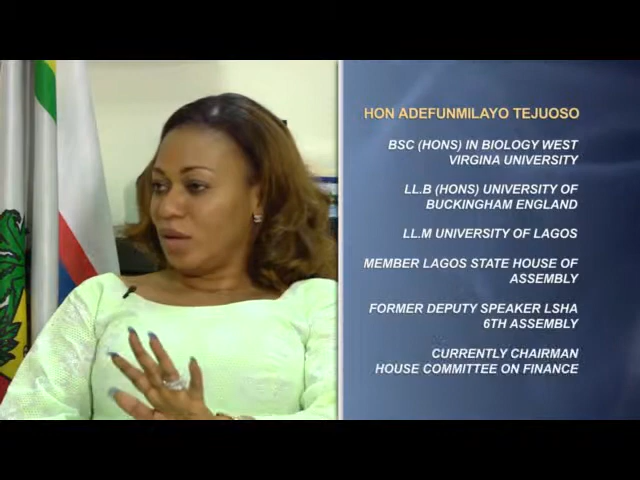 HON ADEFUNMILAYO TEJUOSO
BSC (HONS) IN BIOLOGY WEST
VIRGINA UNIVERSITY
LL.B (HONS) UNIVERSITY OF
BUCKINGHAM ENGLAND
LL.M UNIVERSITY OF LAGOS
MEMBER LAGOS STATE HOUSE OF
ASSEMBLY
FORMER DEPUTY SPEAKER LSHA
6TH ASSEMBLY
CURRENTLY CHAIRMAN
HOUSE COMMITTEE ON FINANCE